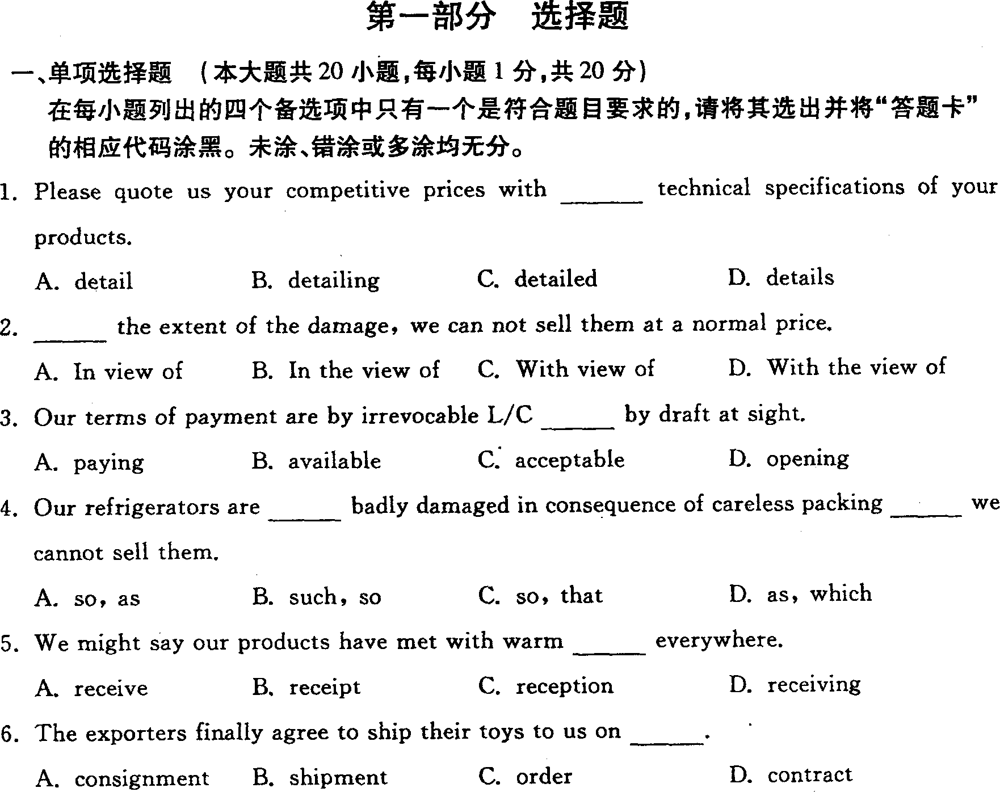 第一部分 选择题
一、单项选择题 (本大题共20小题,每小题1分,共20分)
在每小题列出的四个备选项中只有一个是符合题目要求的,请将其选出并将“答题卡”
的相应代码涂黑。未涂、错涂或多涂均无分。
1. Please quote us your competitive prices with ______ technical specifications of your
products.
A. detail B. detailing C. detailed D. details
2. ______ the extent of the damage, we can not sell them at a normal price.
A. In view of B. In the view of C. With view of D. With the view of
3. Our terms of payment are by irrevocable L/C ______ by draft at sight.
A. paying B. available C. acceptable D. opening
4. Our refrigerators are ______ badly damaged in consequence of careless packing ______ we
cannot sell them.
A. so, as B. such, so C. so, that D. as, which
5. We might say our products have met with warm ______ everywhere.
A. receive B. receipt C. reception D. receiving
6. The exporters finally agree to ship their toys to us on ______.
A. consignment B. shipment C. order D. contract